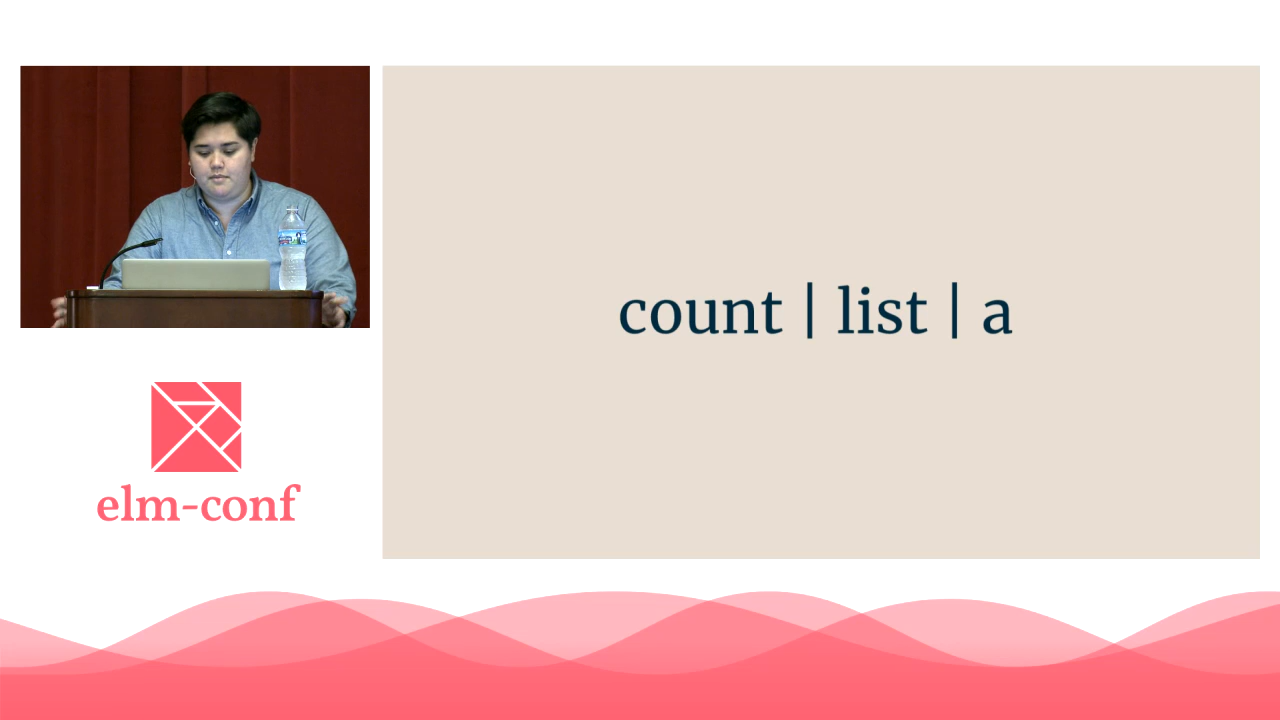 count | list | a
elm-conf